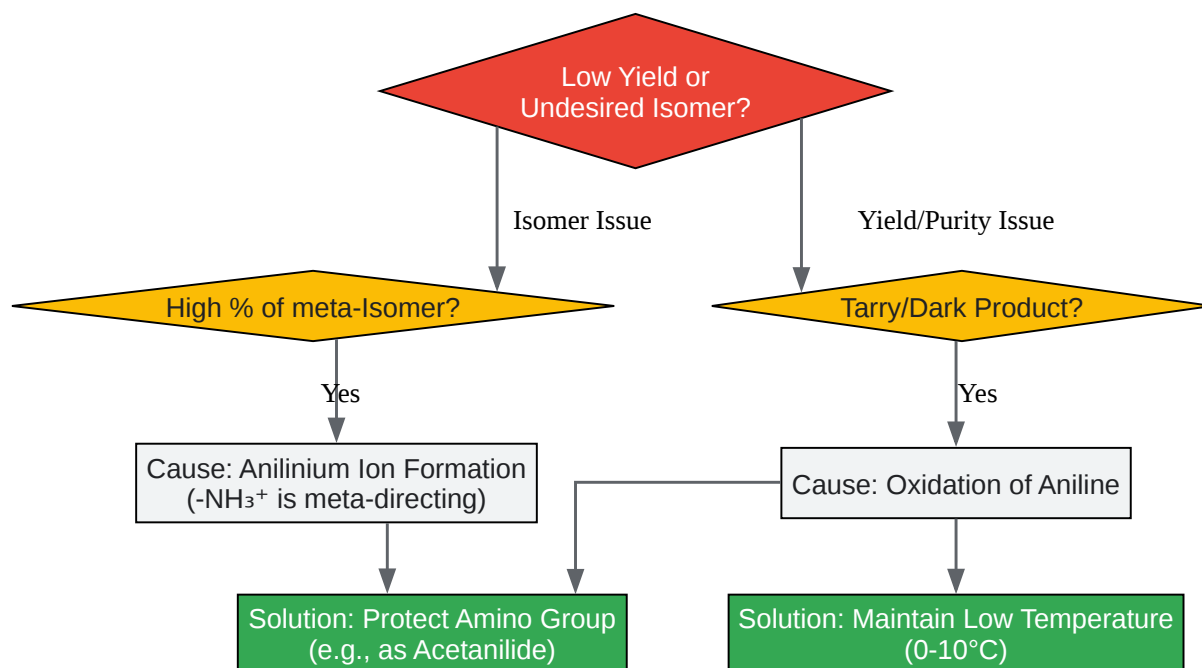 Low Yield or
Undesired Isomer?
Isomer Issue
Yield/Purity Issue
High % of meta-Isomer?
Tarry/Dark Product?
Yes
Yes
Cause: Anilinium Ion Formation
(-NH₃⁺ is meta-directing)
Cause: Oxidation of Aniline
Solution: Protect Amino Group
(e.g., as Acetanilide)
Solution: Maintain Low Temperature
(0-10°C)